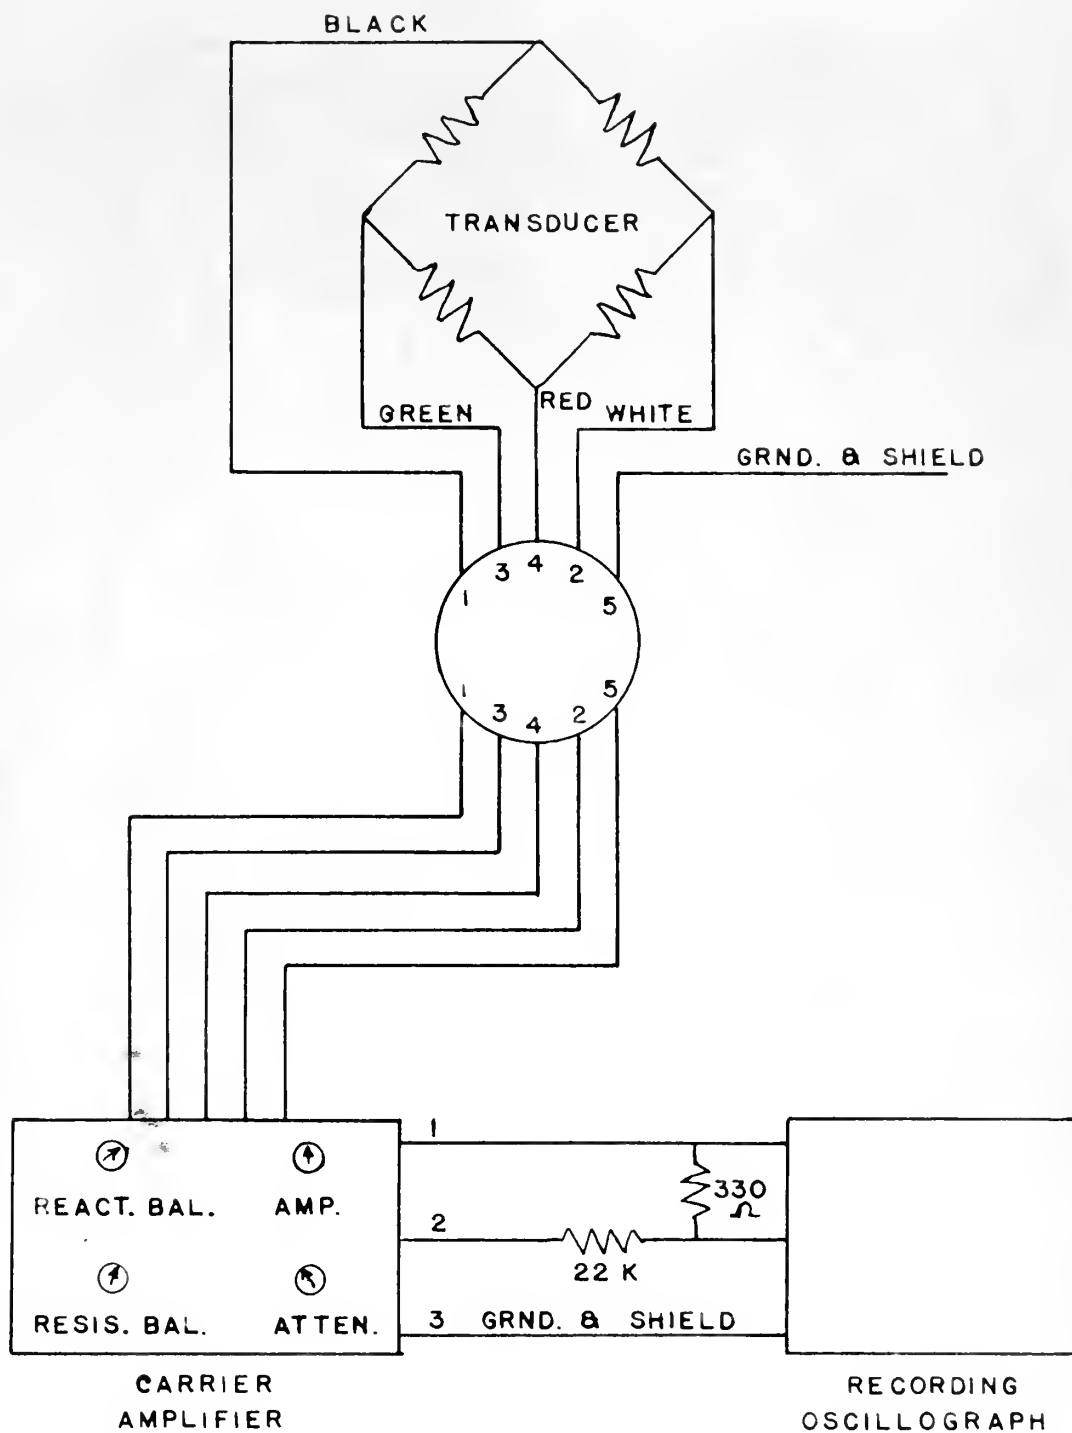 BLACK
TRANSDUCER
GREEN
RED
WHITE
GRND. & SHIELD
1 3 4 2 5
1 3 4 2 5
1
REACT. BAL.
AMP.
330
Ω
2
22 K
RESIS. BAL.
ATTEN.
3 GRND. & SHIELD
CARRIER
AMPLIFIER
RECORDING
OSCILLOGRAPH